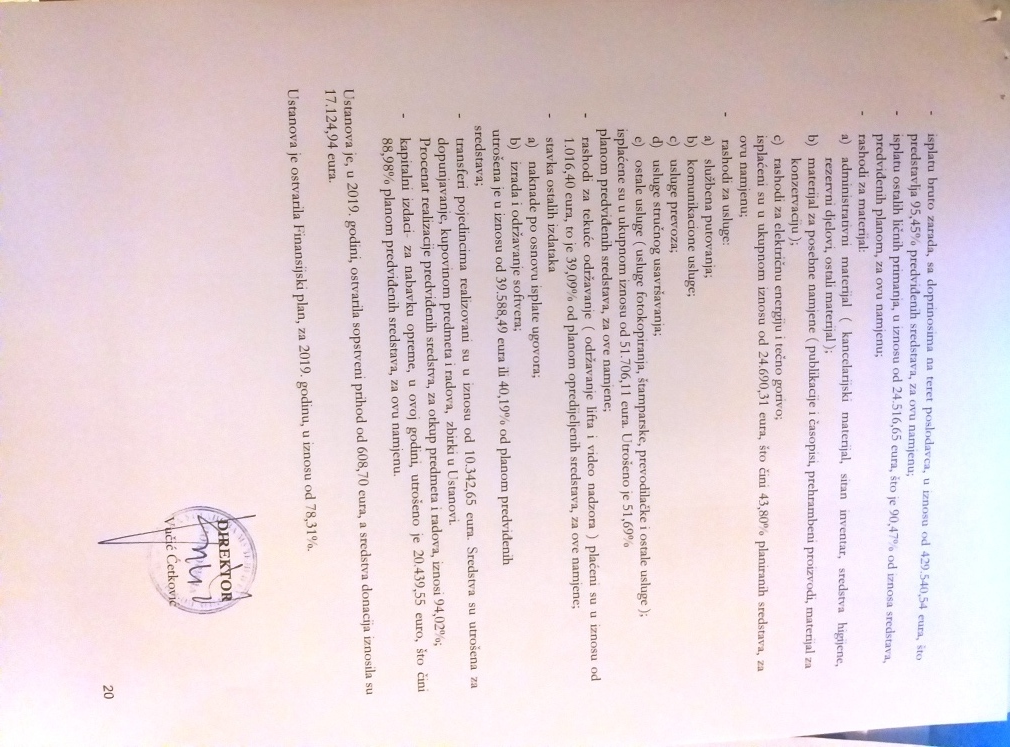 - isplatu bruto zarada, sa doprinosima na teret poslodavca, u iznosu od 429.540,54 eura, što
predstavlja 95,45% predviđenih sredstava, za ovu namjenu;
- isplatu ostalih ličnih primanja, u iznosu od 24.516,65 eura, što je 90,47% od iznosa sredstava,
predviđenih planom, za ovu namjenu;
- rashodi za materijal:
a) administrativni materijal ( kancelarijski materijal, sitan inventar, sredstva higijene,
rezervni djelovi, ostali materijal );
b) materijal za posebne namjene ( publikacije i časopisi, prehrambeni proizvodi, materijal za
konzervaciju );
c) rashodi za električnu energiju i tečno gorivo;
isplaćeni su u ukupnom iznosu od 24.690,31 eura, što čini 43,80% planiranih sredstava, za
ovu namjenu;
- rashodi za usluge:
a) službena putovanja;
b) komunikacione usluge;
c) usluge prevoza;
d) usluge stručnog usavršavanja;
e) ostale usluge ( usluge fotokopiranja, štamparske, prevodilačke i ostale usluge );
isplaćene su u ukupnom iznosu od 51.706,11 eura. Utrošeno je 51,69%
planom predviđenih sredstava, za ove namjene;
- rashodi za tekuće održavanje ( održavanje lifta i video nadzora ) plaćeni su u iznosu od
1.016,40 eura, to je 39,09% od planom opredijeljenih sredstava, za ove namjene;
- stavka ostalih izdataka
a) naknade po osnovu isplate ugovora;
b) izrada i održavanje softvera;
utrošena je u iznosu od 39.588,49 eura ili 40,19% od planom predviđenih
sredstava;
- transferi pojedincima realizovani su u iznosu od 10.342,65 eura. Sredstva su utrošena za
dopunjavanje, kupovinom predmeta i radova, zbirki u Ustanovi.
Procenat realizacije predviđenih sredstva, za otkup predmeta i radova, iznosi 94,02%;
- kapitalni izdaci- za nabavku opreme, u ovoj godini, utrošeno je 20.439,55 euro, što čini
88,98% planom predviđenih sredstava, za ovu namjenu.
Ustanova je, u 2019. godini, ostvarila sopstveni prihod od 608,70 eura, a sredstva donacija iznosila su
17.124,94 eura.
Ustanova je ostvarila Finansijski plan, za 2019. godinu, u iznosu od 78,31%.
DIREKTOR
Vučić Ćetković
20